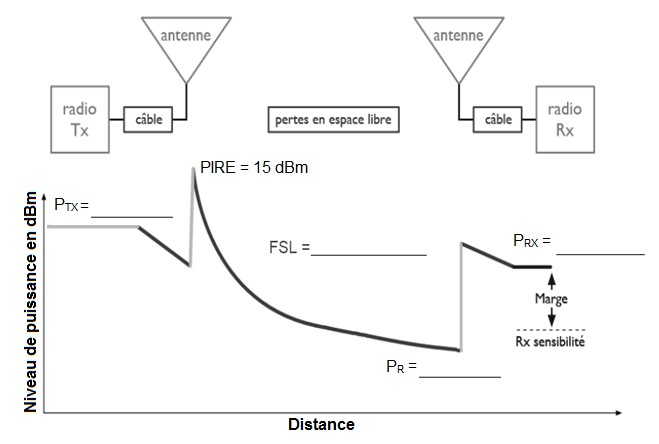 antenne
antenne
radio
Tx
câble
pertes en espace libre
câble
radio
Rx
PIRE = 15 dBm
PTX = ___________
FSL = _______________
PRX = ___________
Marge
Rx sensibilité
PR = __________
Niveau de puissance en dBm
Distance